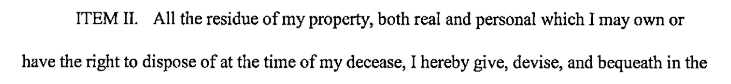 ITEM II. All the residue of my property, both real and personal which I may own or
have the right to dispose of at the time of my decease, I hereby give, devise, and bequeath in the